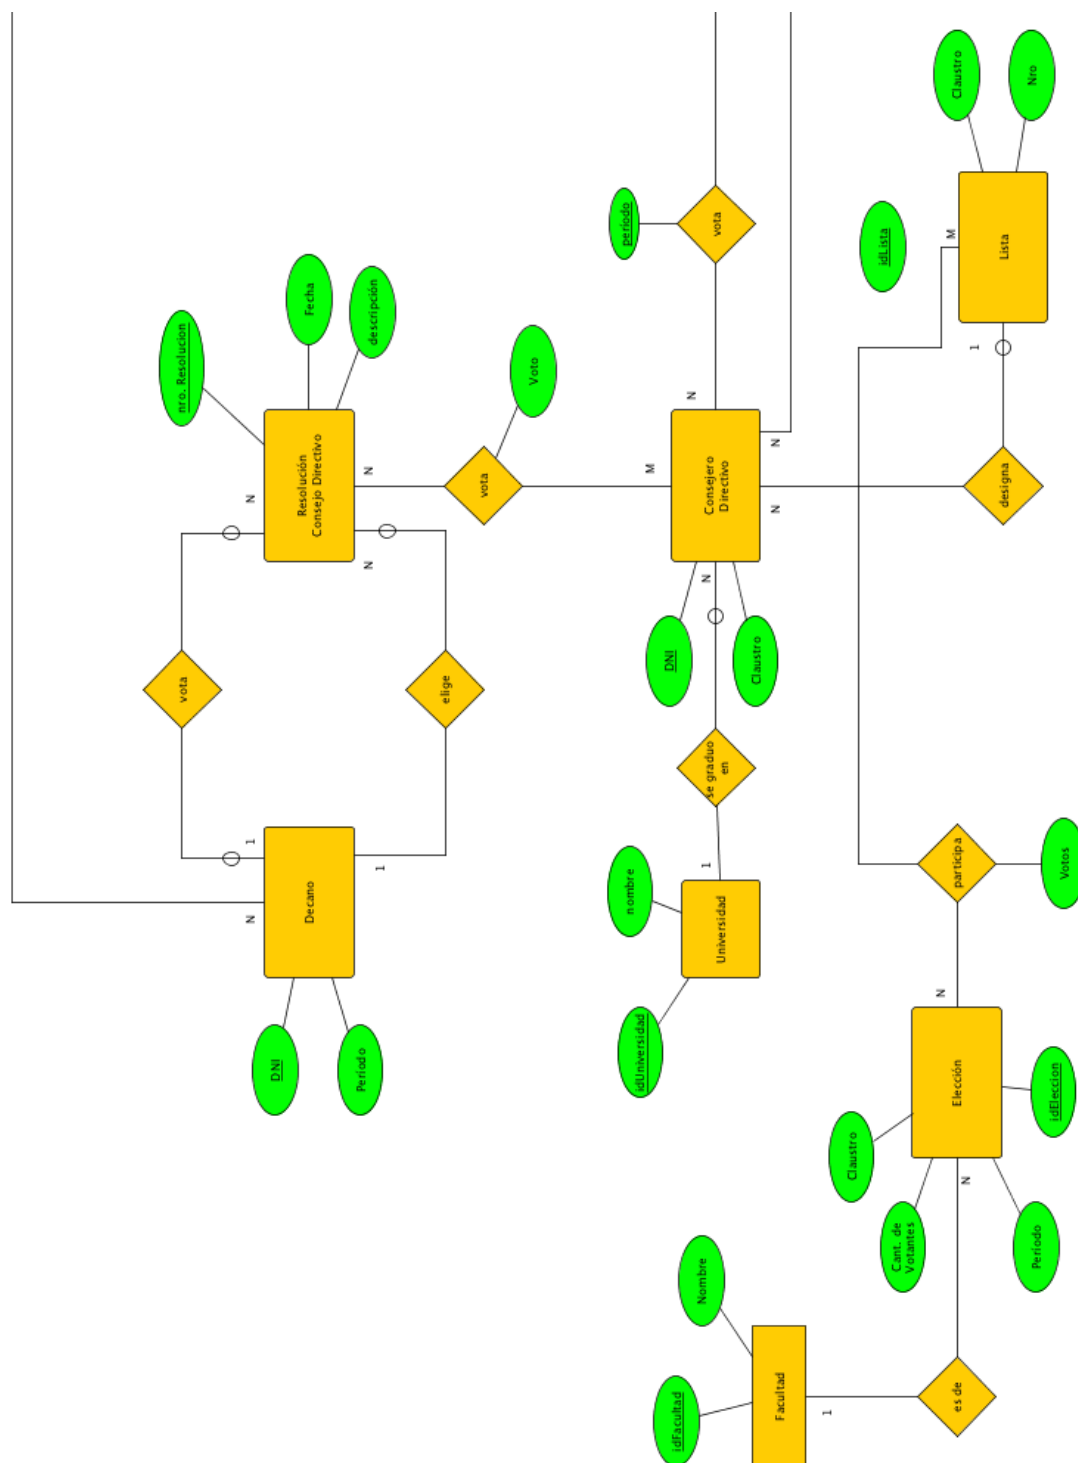 vota
nro. Resolucion
N
1
N
DNI
Decano
Resolución
Consejo Directivo
Fecha
Periodo
1
N
N
descripción
elige
vota
Voto
idUniversidad
nombre
DNI
M
periodo
idFacultad
Nombre
1
Universidad
se graduo
en
N
Consejero
Directivo
N
vota
Claustro
N
N
Facultad
1
Claustro
idLista
Cant. de
Votantes
N
M
es de
N
Elección
participa
Claustro
1
designa
Lista
Periodo
idEleccion
Votos
Nro